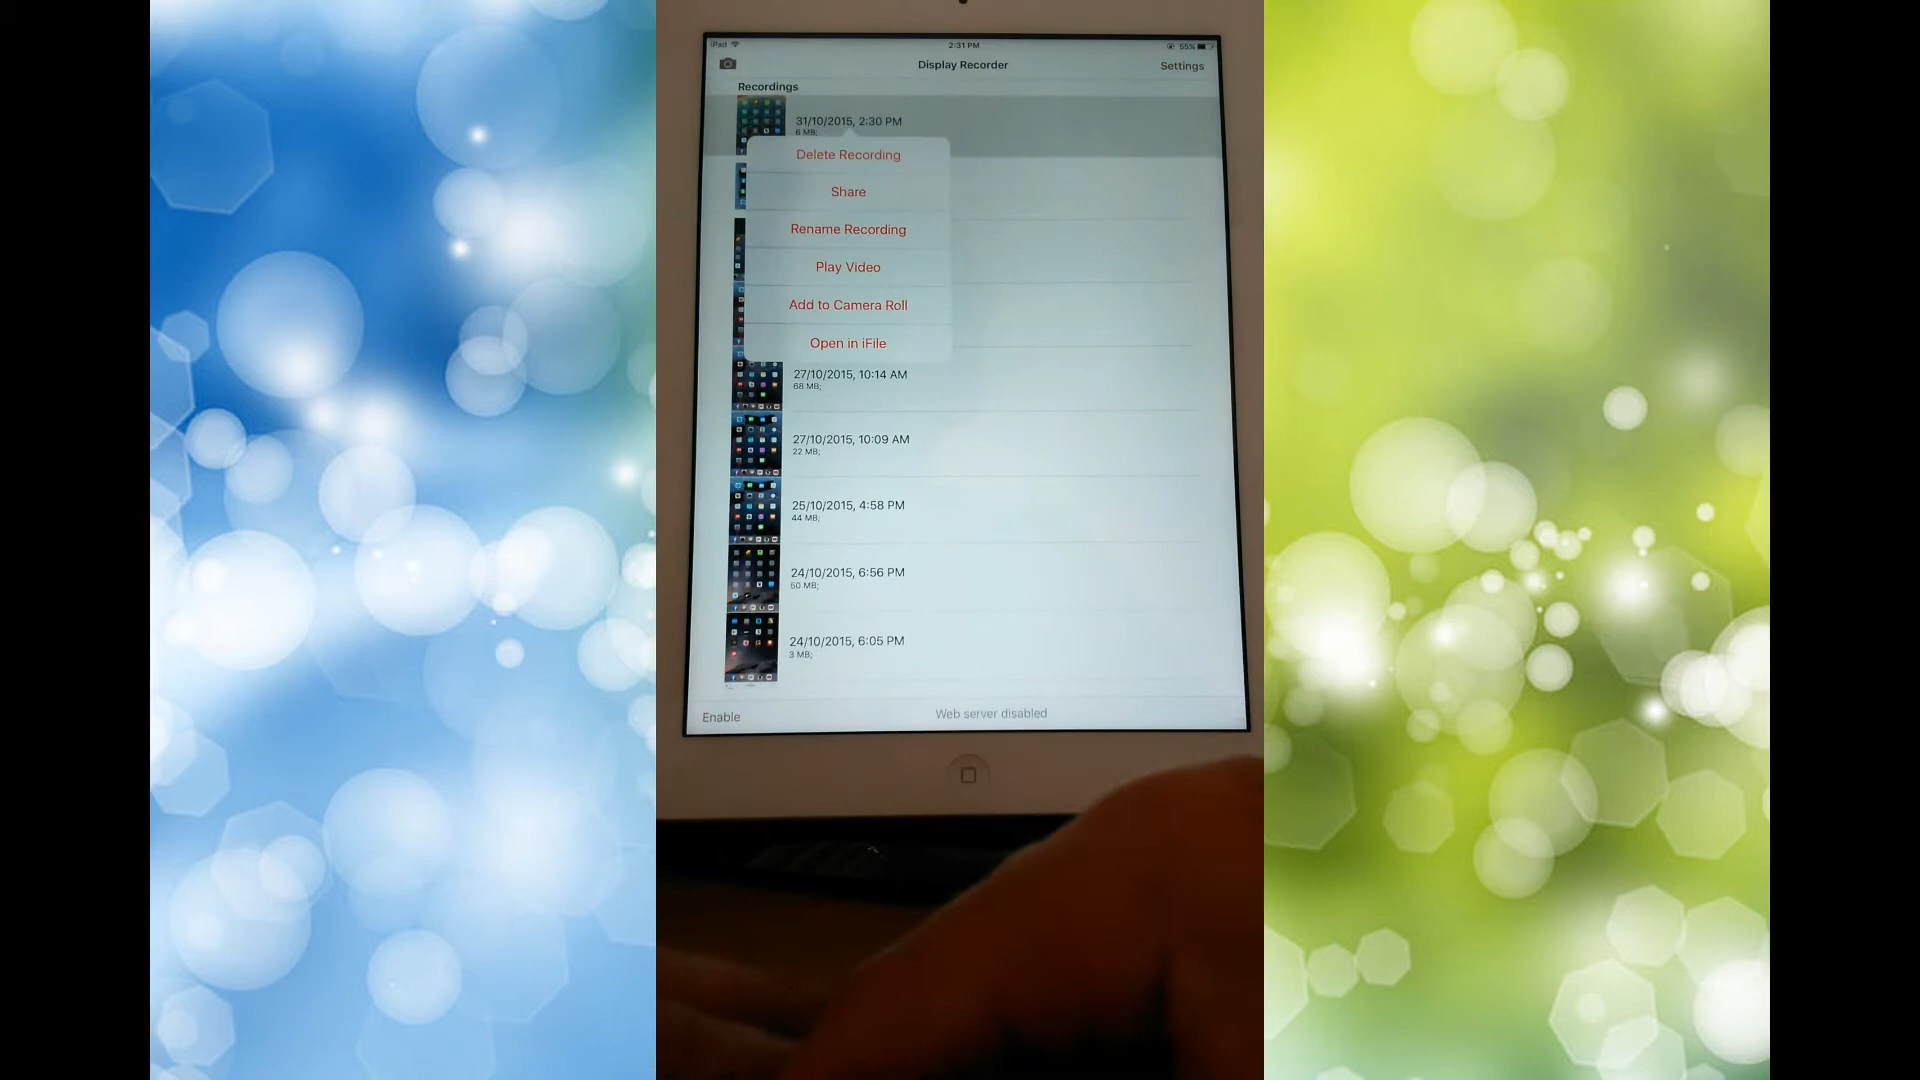 iPad
2:31 PM
55%
Display Recorder
Settings
Recordings
31/10/2015, 2:30 PM
6 MB;
Delete Recording
Share
Rename Recording
Play Video
Add to Camera Roll
Open in iFile
27/10/2015, 10:14 AM
68 MB;
27/10/2015, 10:09 AM
22 MB;
25/10/2015, 4:58 PM
44 MB;
24/10/2015, 6:56 PM
50 MB;
24/10/2015, 6:05 PM
3 MB;
Enable
Web server disabled